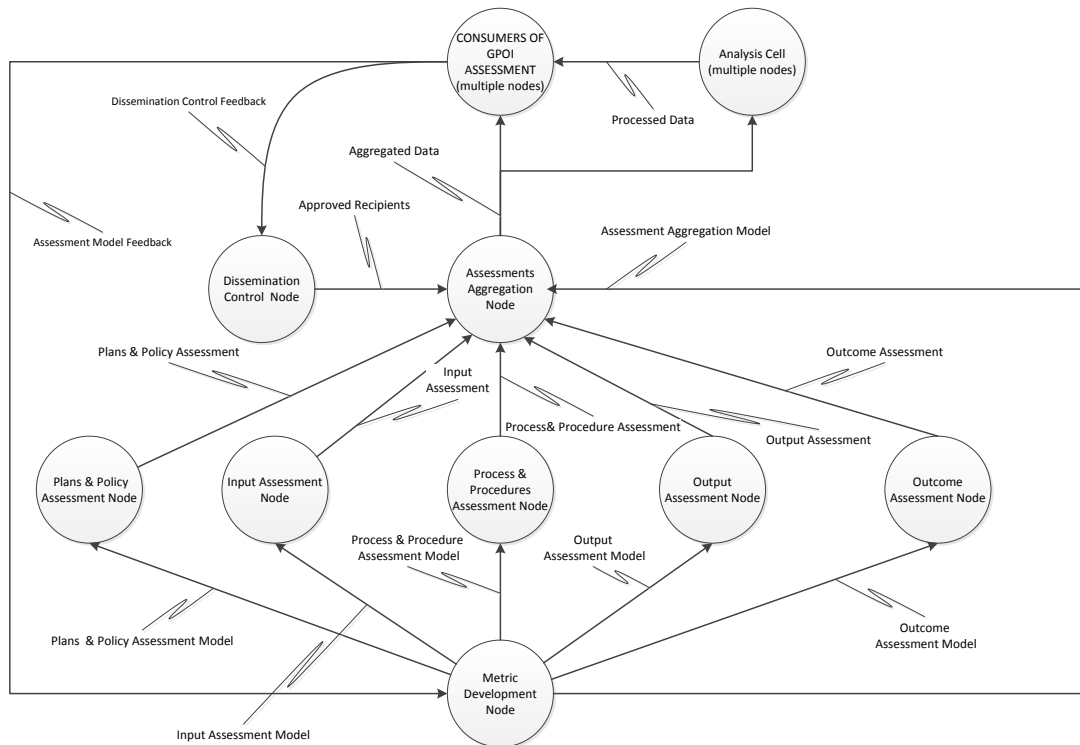 CONSUMERS OF
GPOI
ASSESSMENT
(multiple nodes)
Analysis Cell
(multiple nodes)
Dissemination Control Feedback
Processed Data
Aggregated Data
Approved Recipients
Assessment Model Feedback
Assessment Aggregation Model
Dissemination
Control Node
Assessments
Aggregation
Node
Plans & Policy Assessment
Input
Assessment
Outcome Assessment
Process& Procedure Assessment
Output Assessment
Plans & Policy
Assessment Node
Input Assessment
Node
Process &
Procedures
Assessment Node
Output
Assessment Node
Outcome
Assessment Node
Process & Procedure
Assessment Model
Output
Assessment Model
Plans & Policy Assessment Model
Outcome
Assessment Model
Metric
Development
Node
Input Assessment Model